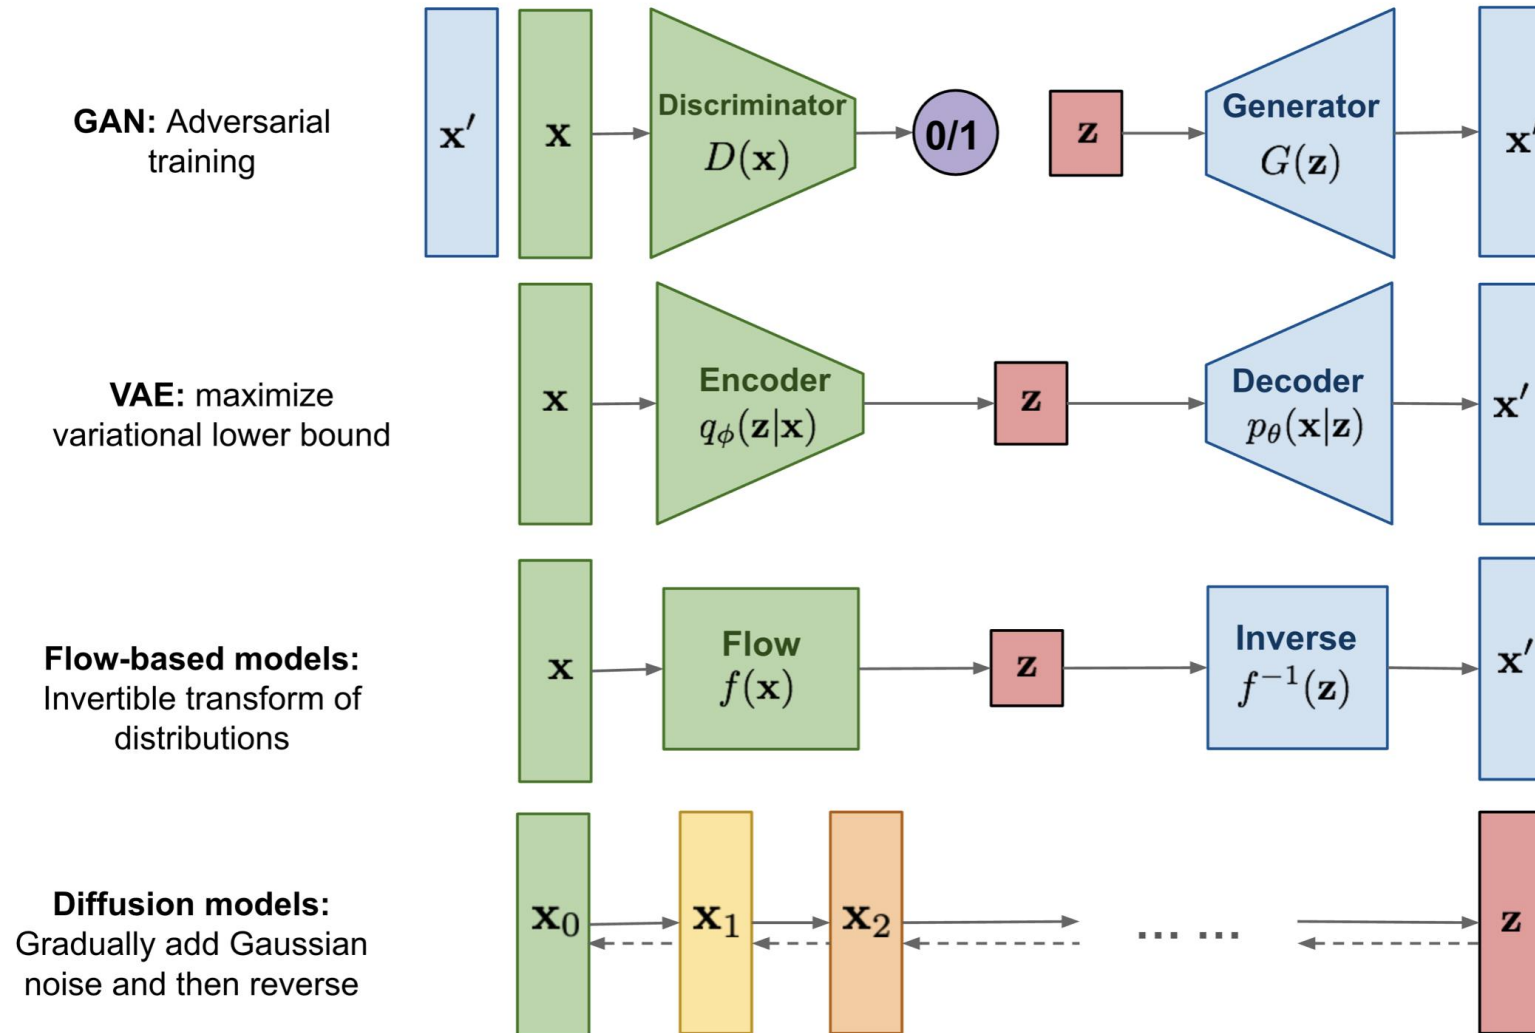 GAN: Adversarial
training
x′
x
Discriminator
D(x)
0/1
z
Generator
G(z)
x′
VAE: maximize
variational lower bound
x
Encoder
qϕ(z|x)
z
Decoder
pθ(x|z)
x′
Flow-based models:
Invertible transform of
distributions
x
Flow
f(x)
z
Inverse
f⁻¹(z)
x′
Diffusion models:
Gradually add Gaussian
noise and then reverse
x₀
x₁
x₂
... ...
z